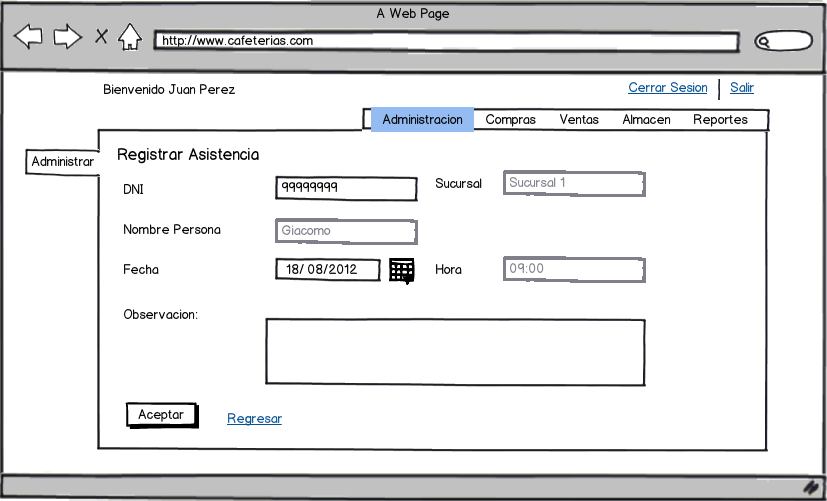 A Web Page
http://www.cafeterias.com
Bienvenido Juan Perez
Cerrar Sesion
Salir
Administracion Compras Ventas Almacen Reportes
Administrar
Registrar Asistencia
DNI 99999999 Sucursal Sucursal 1
Nombre Persona Giacomo
Fecha 18/ 08/2012 Hora 09:00
Observacion:
Aceptar Regresar